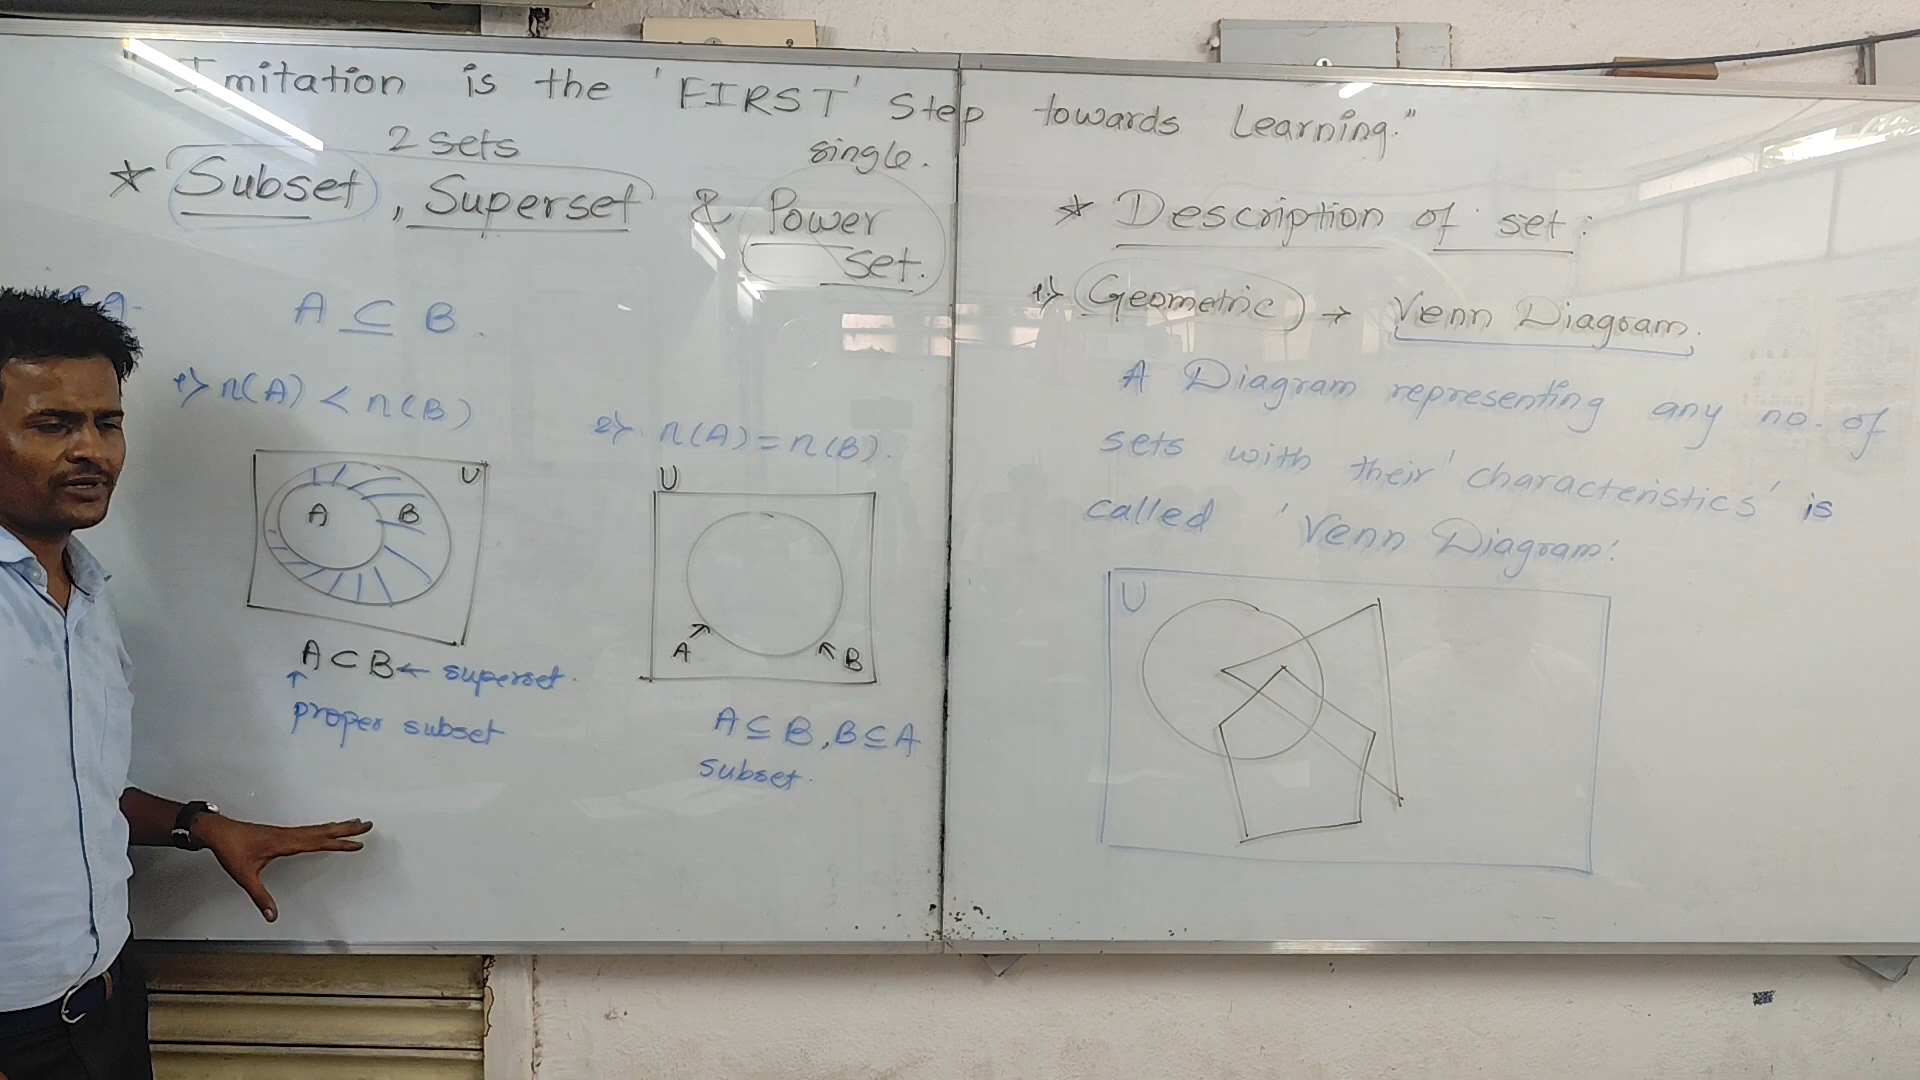 "Imitation is the 'FIRST' Step towards Learning."
2 sets single.
* Subset, Superset & Power
set.
A ⊆ B.
1> n(A) < n(B)
2> n(A) = n(B).
U
A B
A ⊂ B ← superset.
↑
proper subset
U
A B
A ⊆ B, B ⊆ A
subset.
* Description of set:
1> Geometric → Venn Diagram.
A Diagram representing any no. of
sets with their 'characteristics' is
called 'Venn Diagram'.
U